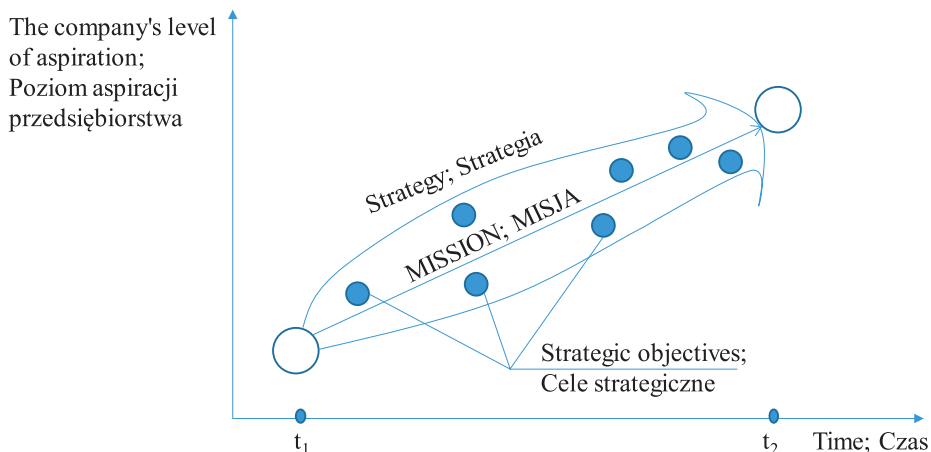 The company's level
of aspiration;
Poziom aspiracji
przedsiębiorstwa
Strategy; Strategia
MISSION; MISJA
Strategic objectives;
Cele strategiczne
t₁
t₂
Time; Czas